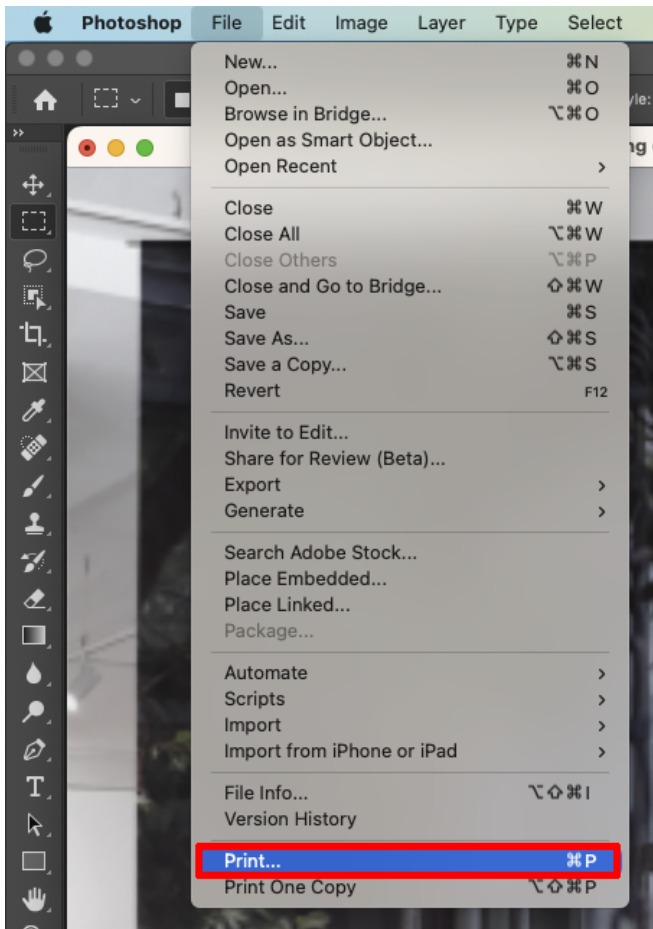 Photoshop File Edit Image Layer Type Select
New... ⌘N
Open... ⌘O
yle:
Browse in Bridge... ⌥⌘O
Open as Smart Object...
ng
Open Recent >
Close ⌘W
Close All ⌥⌘W
Close Others ⌥⌘P
Close and Go to Bridge... ⇧⌘W
Save ⌘S
Save As... ⇧⌘S
Save a Copy... ⌥⌘S
Revert F12
Invite to Edit...
Share for Review (Beta)...
Export >
Generate >
Search Adobe Stock...
Place Embedded...
Place Linked...
Package...
Automate >
Scripts >
Import >
Import from iPhone or iPad >
File Info... ⌥⇧⌘I
Version History
Print... ⌘P
Print One Copy ⌥⇧⌘P